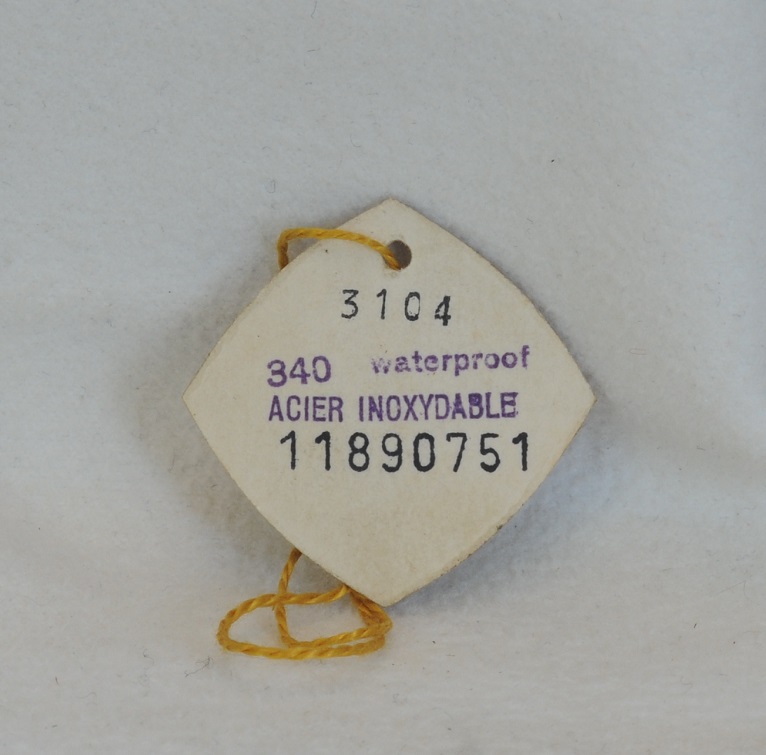 3104
340 waterproof
ACIER INOXYDABLE
11890751